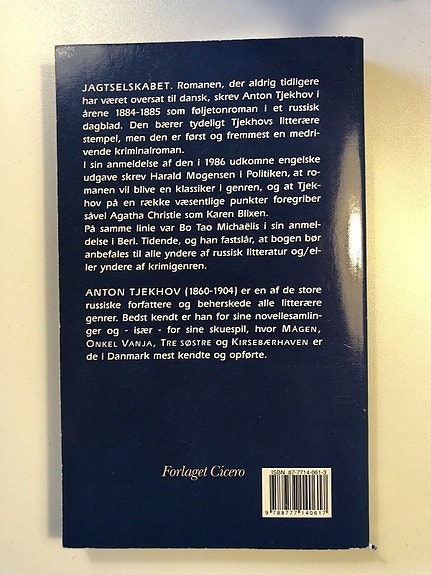 JAGTSELSKABET. Romanen, der aldrig tidligere
har været oversat til dansk, skrev Anton Tjekhov i
årene 1884-1885 som føljetonroman i et russisk
dagblad. Den bærer tydeligt Tjekhovs litterære
stempel, men den er først og fremmest en medri-
vende kriminalroman.
I sin anmeldelse af den i 1986 udkomne engelske
udgave skrev Harald Mogensen i Politiken, at ro-
manen vil blive en klassiker i genren, og at Tjek-
hov på en række væsentlige punkter foregriber
såvel Agatha Christie som Karen Blixen.
På samme linie var Bo Tao Michaëlis i sin anmel-
delse i Berl. Tidende, og han fastslår, at bogen bør
anbefales til alle yndere af russisk litteratur og/el-
ler yndere af krimigenren.
ANTON TJEKHOV (1860-1904) er en af de store
russiske forfattere og beherskede alle litterære
genrer. Bedst kendt er han for sine novellesamlin-
ger og - især - for sine skuespil, hvor MÅGEN,
ONKEL VANJA, TRE SØSTRE og KIRSEBÆRHAVEN er
de i Danmark mest kendte og opførte.
Forlaget Cicero
ISBN 87-7714-061-3
9 788777 140617